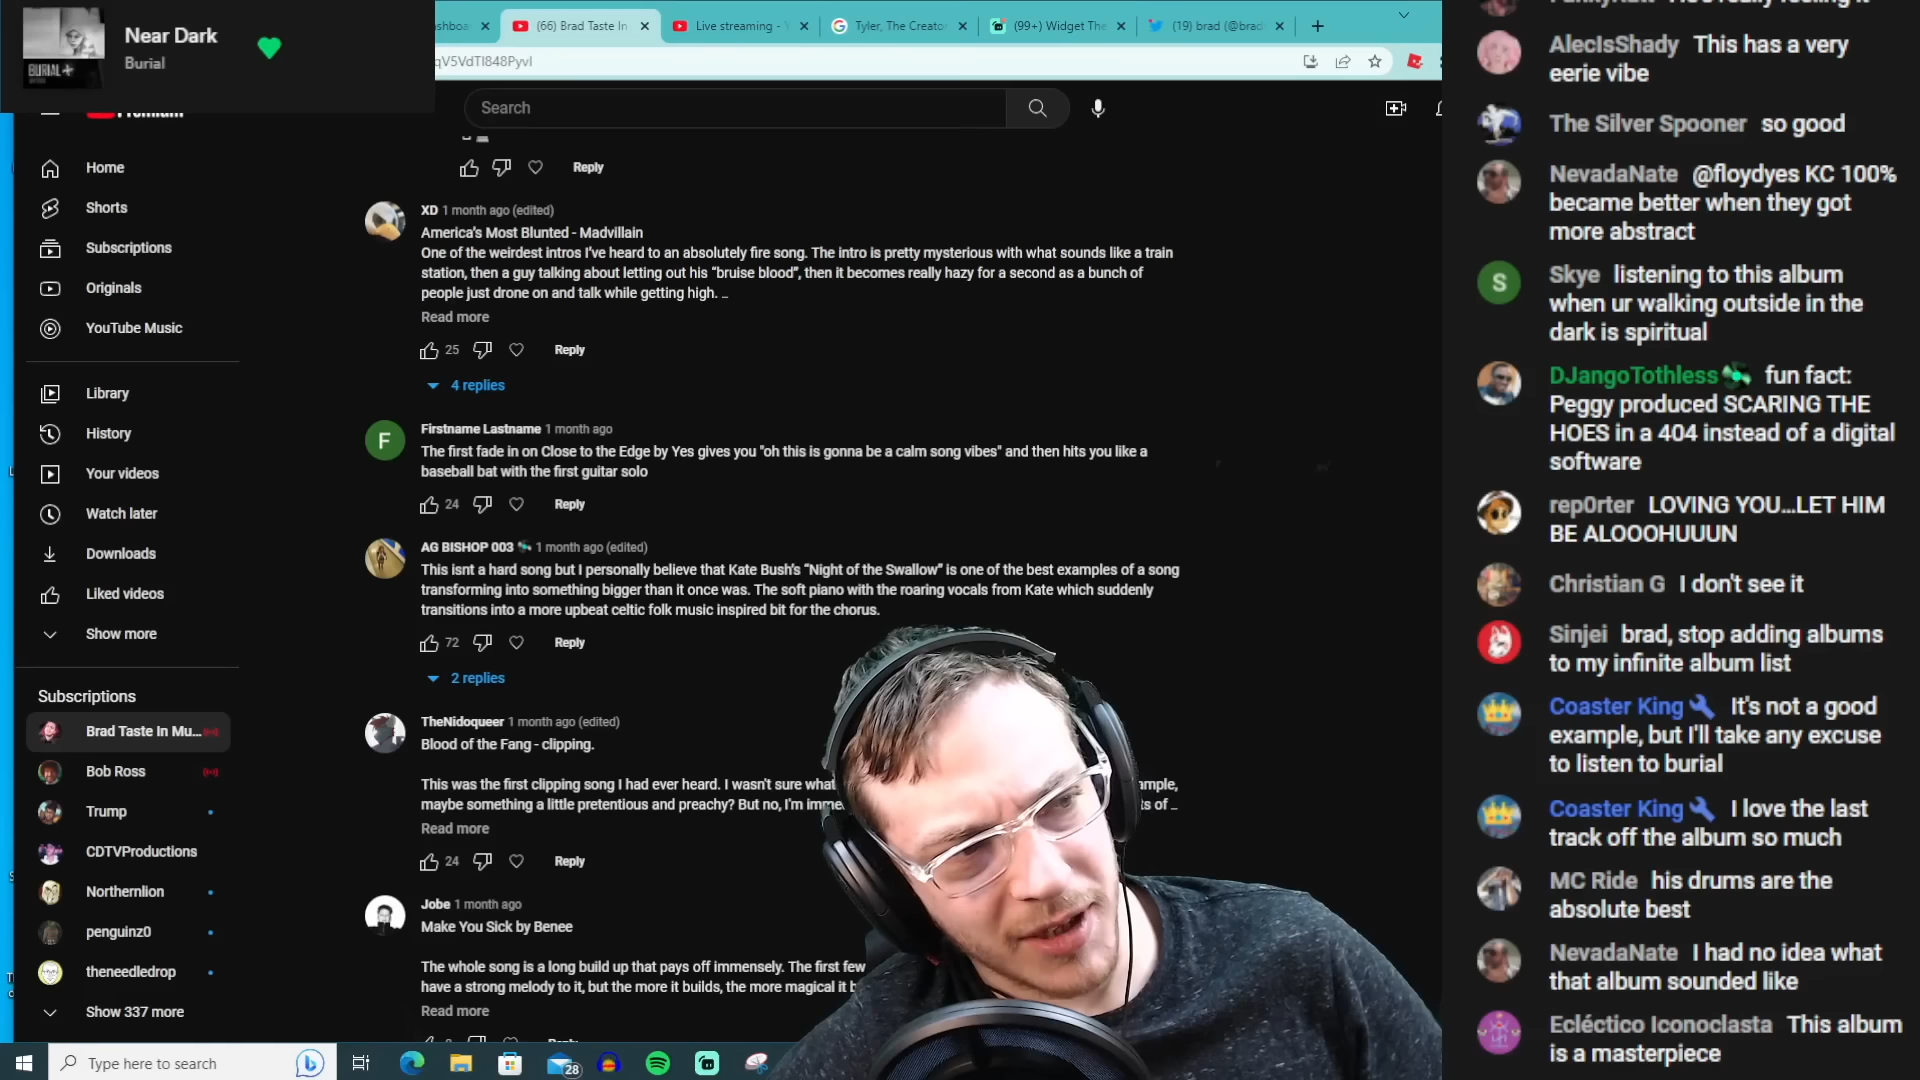 Near Dark
Burial
BURIAL
ashboa
(66) Brad Taste In
Live streaming -
Tyler, The Creato
(99+) Widget The
(19) brad (@brad
qV5VdTI848PyvI
Premium
Search
Home
Shorts
Subscriptions
Originals
YouTube Music
Library
History
Your videos
Watch later
Downloads
Liked videos
Show more
Subscriptions
Brad Taste In Mu...
Bob Ross
Trump
CDTVProductions
Northernlion
penguinz0
theneedledrop
Show 337 more
Reply
XD 1 month ago (edited)
America's Most Blunted - Madvillain
One of the weirdest intros I've heard to an absolutely fire song. The intro is pretty mysterious with what sounds like a train
station, then a guy talking about letting out his "bruise blood", then it becomes really hazy for a second as a bunch of
people just drone on and talk while getting high. ...
Read more
25 Reply
4 replies
F
Firstname Lastname 1 month ago
The first fade in on Close to the Edge by Yes gives you "oh this is gonna be a calm song vibes" and then hits you like a
baseball bat with the first guitar solo
24 Reply
AG BISHOP 003 1 month ago (edited)
This isnt a hard song but I personally believe that Kate Bush's "Night of the Swallow" is one of the best examples of a song
transforming into something bigger than it once was. The soft piano with the roaring vocals from Kate which suddenly
transitions into a more upbeat celtic folk music inspired bit for the chorus.
72 Reply
2 replies
TheNidoqueer 1 month ago (edited)
Blood of the Fang - clipping.
This was the first clipping song I had ever heard. I wasn't sure what mple,
maybe something a little pretentious and preachy? But no, I'm imme ts of ...
Read more
24 Reply
Jobe 1 month ago
Make You Sick by Benee
The whole song is a long build up that pays off immensely. The first few
have a strong melody to it, but the more it builds, the more magical it b
Read more
Type here to search
28
AlecIsShady This has a very
eerie vibe
The Silver Spooner so good
NevadaNate @floydyes KC 100%
became better when they got
more abstract
S
Skye listening to this album
when ur walking outside in the
dark is spiritual
DJangoTothless fun fact:
Peggy produced SCARING THE
HOES in a 404 instead of a digital
software
rep0rter LOVING YOU...LET HIM
BE ALOOOHUUUN
Christian G I don't see it
Sinjei brad, stop adding albums
to my infinite album list
Coaster King It's not a good
example, but I'll take any excuse
to listen to burial
Coaster King I love the last
track off the album so much
MC Ride his drums are the
absolute best
NevadaNate I had no idea what
that album sounded like
Ecléctico Iconoclasta This album
is a masterpiece